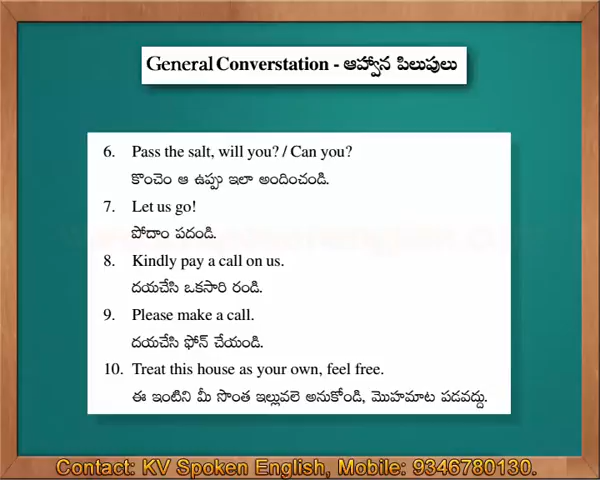 General Converstation - ఆహ్వాన పిలుపులు
6. Pass the salt, will you? / Can you?
కొంచెం ఆ ఉప్పు ఇలా అందించండి.
7. Let us go!
పోదాం పదండి.
8. Kindly pay a call on us.
దయచేసి ఒకసారి రండి.
9. Please make a call.
దయచేసి ఫోన్ చేయండి.
10. Treat this house as your own, feel free.
ఈ ఇంటిని మీ సొంత ఇల్లువలె అనుకోండి, మొహమాట పడవద్దు.
Contact: KV Spoken English, Mobile: 9346780130.